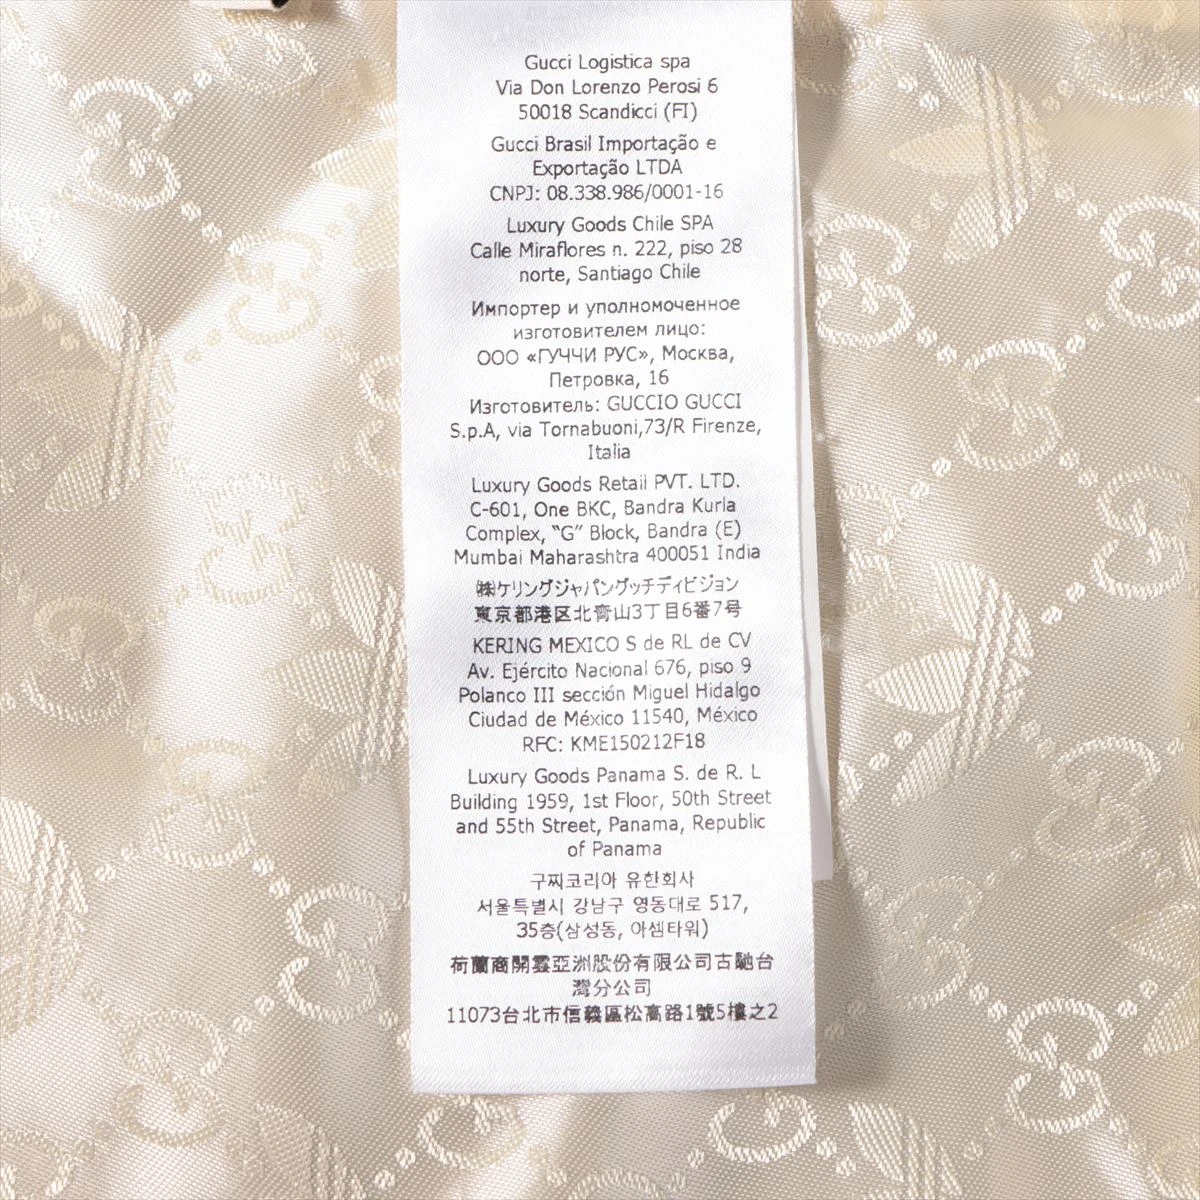 Gucci Logistica spa
Via Don Lorenzo Perosi 6
50018 Scandicci (FI)
Gucci Brasil Importação e
Exportação LTDA
CNPJ: 08.338.986/0001-16
Luxury Goods Chile SPA
Calle Miraflores n. 222, piso 28
norte, Santiago Chile
Импортер и уполномоченное
изготовителем лицо:
ООО «ГУЧЧИ РУС», Москва,
Петровка, 16
Изготовитель: GUCCIO GUCCI
S.p.A, via Tornabuoni,73/R Firenze,
Italia
Luxury Goods Retail PVT. LTD.
C-601, One BKC, Bandra Kurla
Complex, “G” Block, Bandra (E)
Mumbai Maharashtra 400051 India
㈱ケリングジャパングッチディビジョン
東京都港区北青山3丁目6番7号
KERING MEXICO S de RL de CV
Av. Ejército Nacional 676, piso 9
Polanco III sección Miguel Hidalgo
Ciudad de México 11540, México
RFC: KME150212F18
Luxury Goods Panama S. de R. L
Building 1959, 1st Floor, 50th Street
and 55th Street, Panama, Republic
of Panama
구찌코리아 유한회사
서울특별시 강남구 영동대로 517,
35층(삼성동, 아셈타워)
荷蘭商開雲亞洲股份有限公司古馳台
灣分公司
11073台北市信義區松高路1號5樓之2